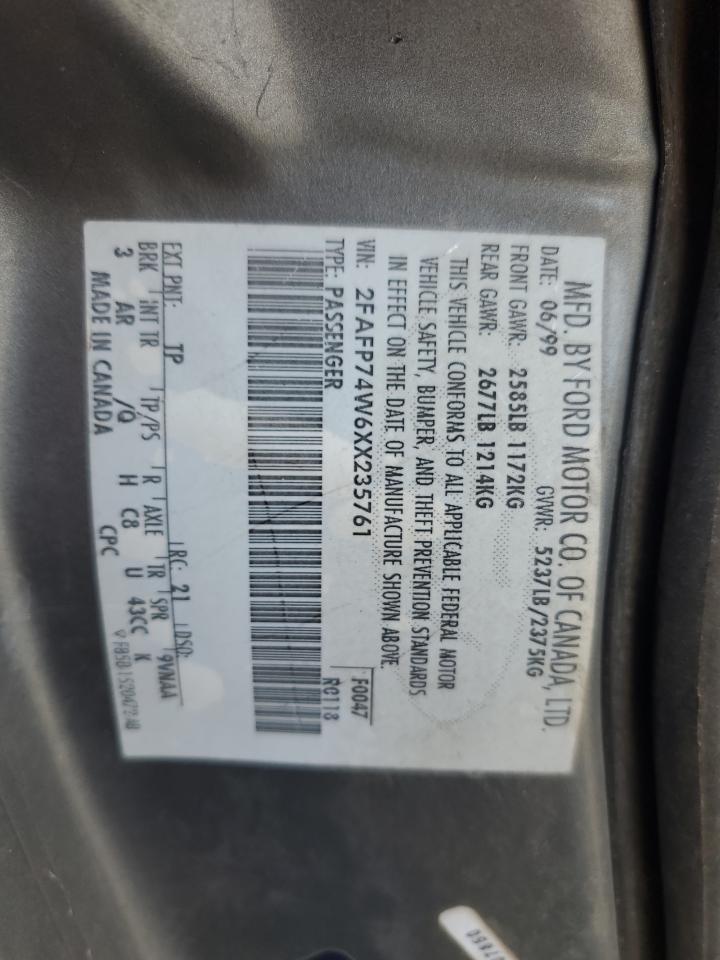 MFD. BY FORD MOTOR CO. OF CANADA, LTD.
DATE: 06/99 GVWR: 5237LB/2375KG
FRONT GAWR: 2585LB 1172KG
REAR GAWR: 2677LB 1214KG
THIS VEHICLE CONFORMS TO ALL APPLICABLE FEDERAL MOTOR
VEHICLE SAFETY, BUMPER, AND THEFT PREVENTION STANDARDS
IN EFFECT ON THE DATE OF MANUFACTURE SHOWN ABOVE.
VIN: 2FAFP74W6XX235761 F0047
TYPE: PASSENGER RC118
EXT PNT: TP RC: 21 DSO:
BRK INT TR TP/PS R AXLE TR SPR 9VNAA
3 AR /Q H C8 U 43CC K
MADE IN CANADA CPC